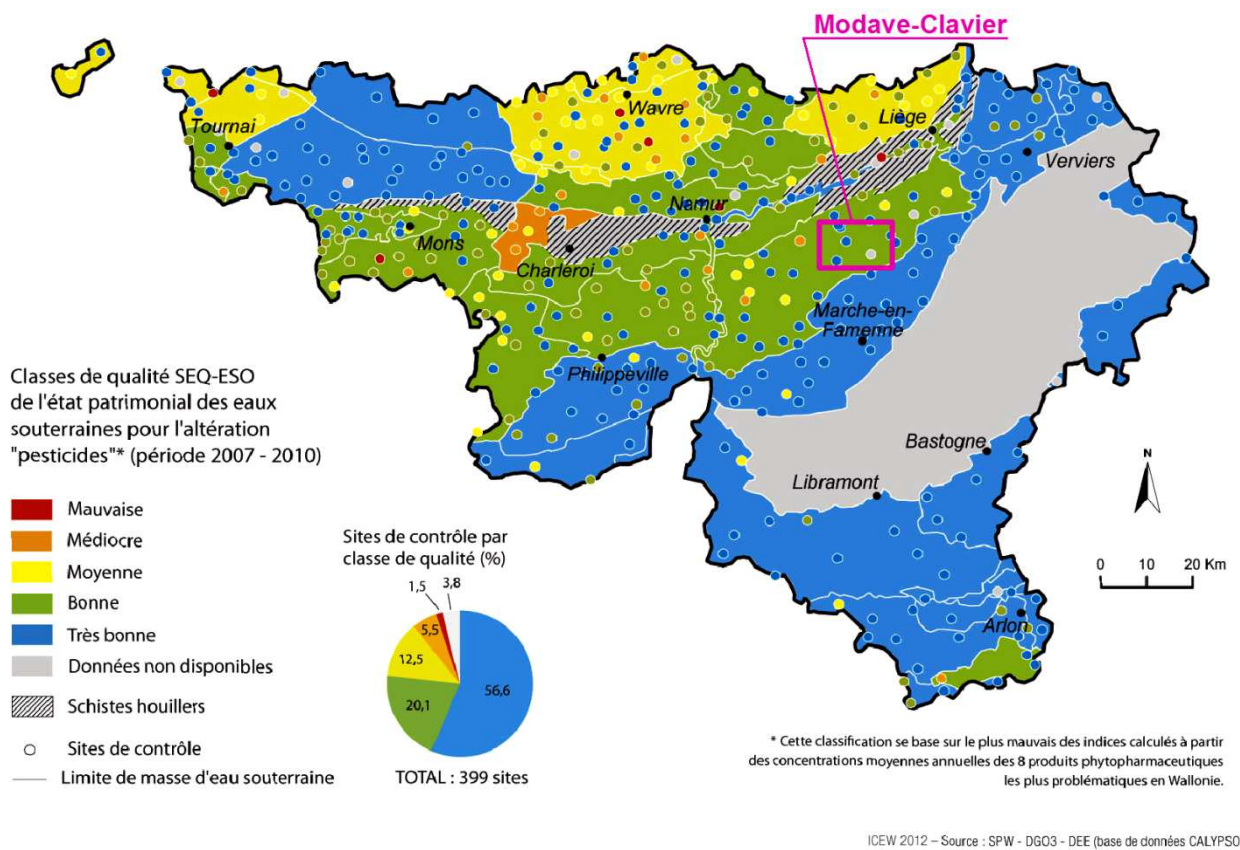 Modave-Clavier
Wavre
Tournai
Liège
Verviers
Namur
Mons
Charleroi
Marche-en-
Famenne
Philippeville
Bastogne
Libramont
Arlon
N
0 10 20 Km
Classes de qualité SEQ-ESO
de l'état patrimonial des eaux
souterraines pour l'altération
"pesticides"* (période 2007 - 2010)
Mauvaise
Médiocre
Moyenne
Bonne
Très bonne
Données non disponibles
Schistes houillers
Sites de contrôle
Limite de masse d'eau souterraine
Sites de contrôle par
classe de qualité (%)
1,5
3,8
5,5
12,5
20,1
56,6
TOTAL : 399 sites
* Cette classification se base sur le plus mauvais des indices calculés à partir
des concentrations moyennes annuelles des 8 produits phytopharmaceutiques
les plus problématiques en Wallonie.
ICEW 2012 – Source : SPW - DGO3 - DEE (base de données CALYPSO